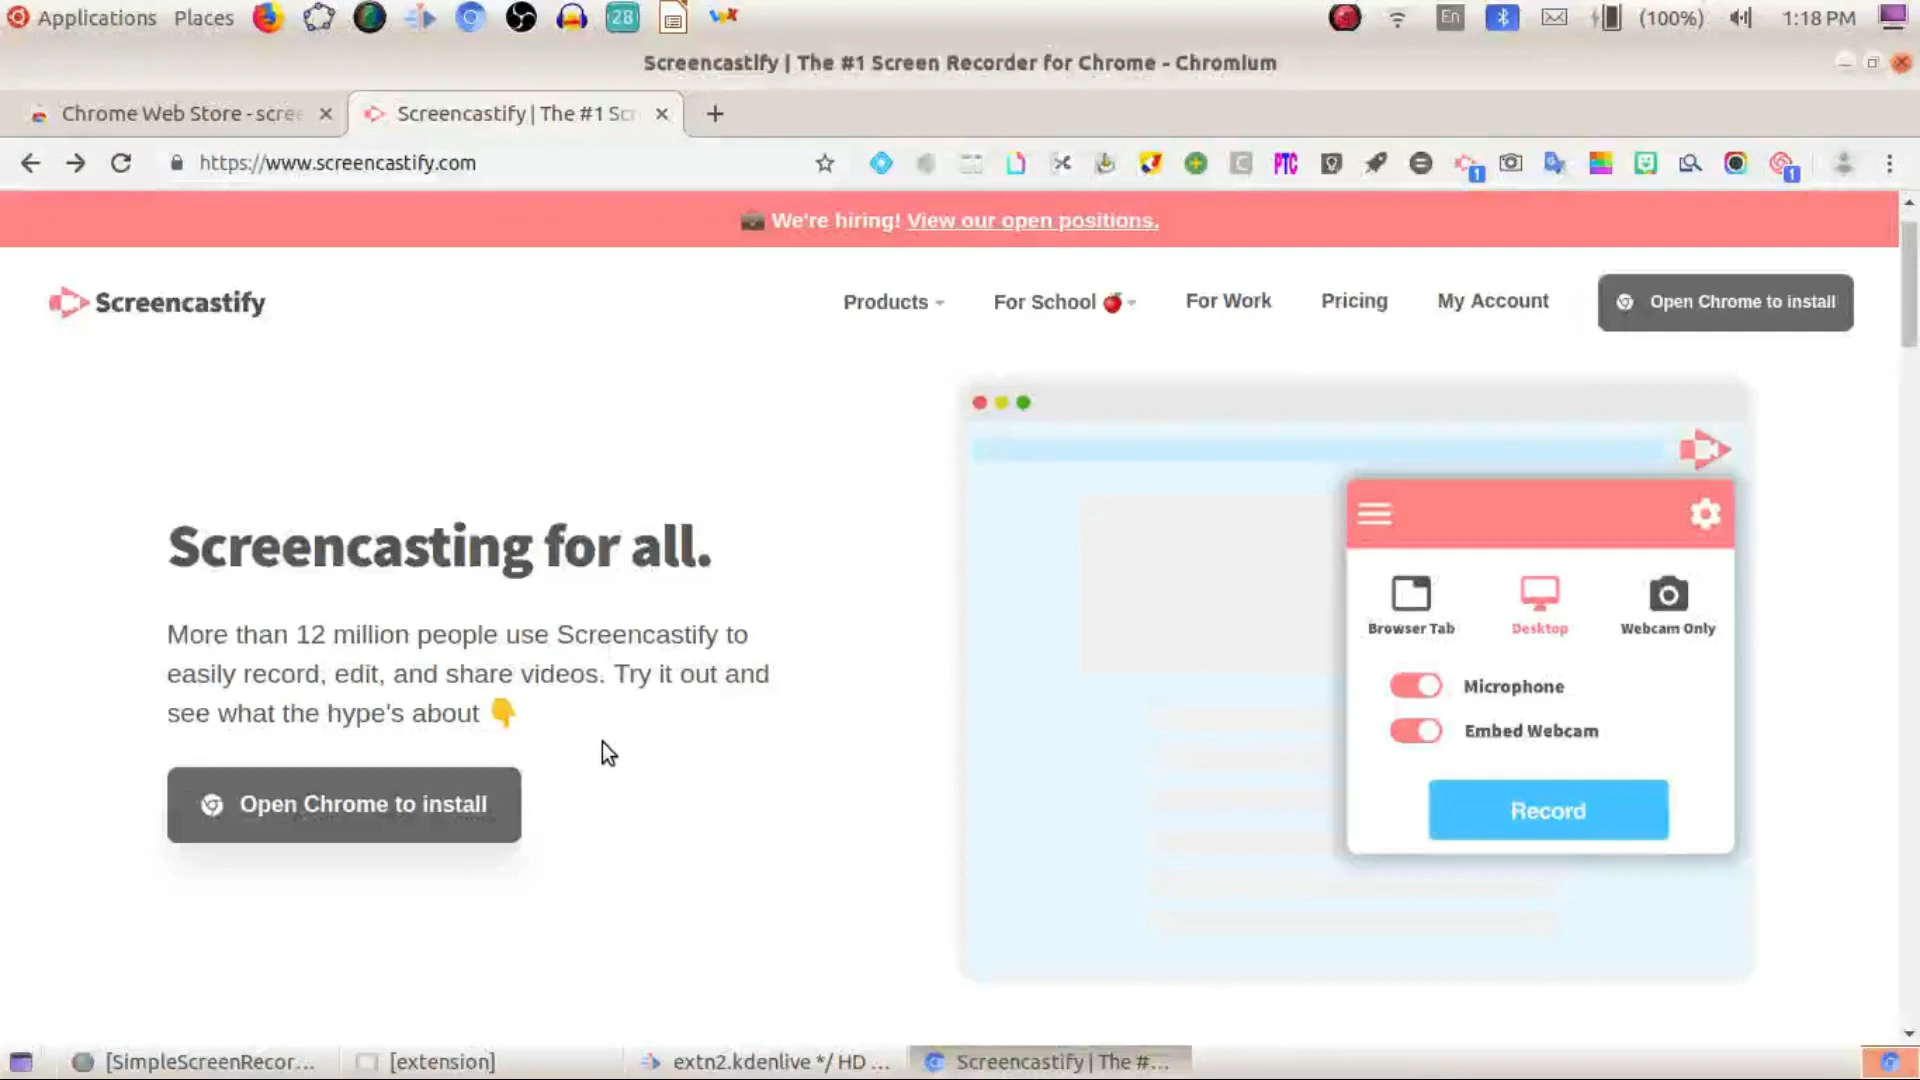 Applications Places 28 En (100%) 1:18 PM
Screencastify | The #1 Screen Recorder for Chrome - Chromium
Chrome Web Store - scree Screencastify | The #1 Scr
https://www.screencastify.com C PTC 1 1
We're hiring! View our open positions.
Screencastify
Products For School For Work Pricing My Account Open Chrome to install
Screencasting for all.
More than 12 million people use Screencastify to
easily record, edit, and share videos. Try it out and
see what the hype's about
Open Chrome to install
Browser Tab Desktop Webcam Only
Microphone
Embed Webcam
Record
[SimpleScreenRecor... [extension] extn2.kdenlive */ HD ... Screencastify | The #...